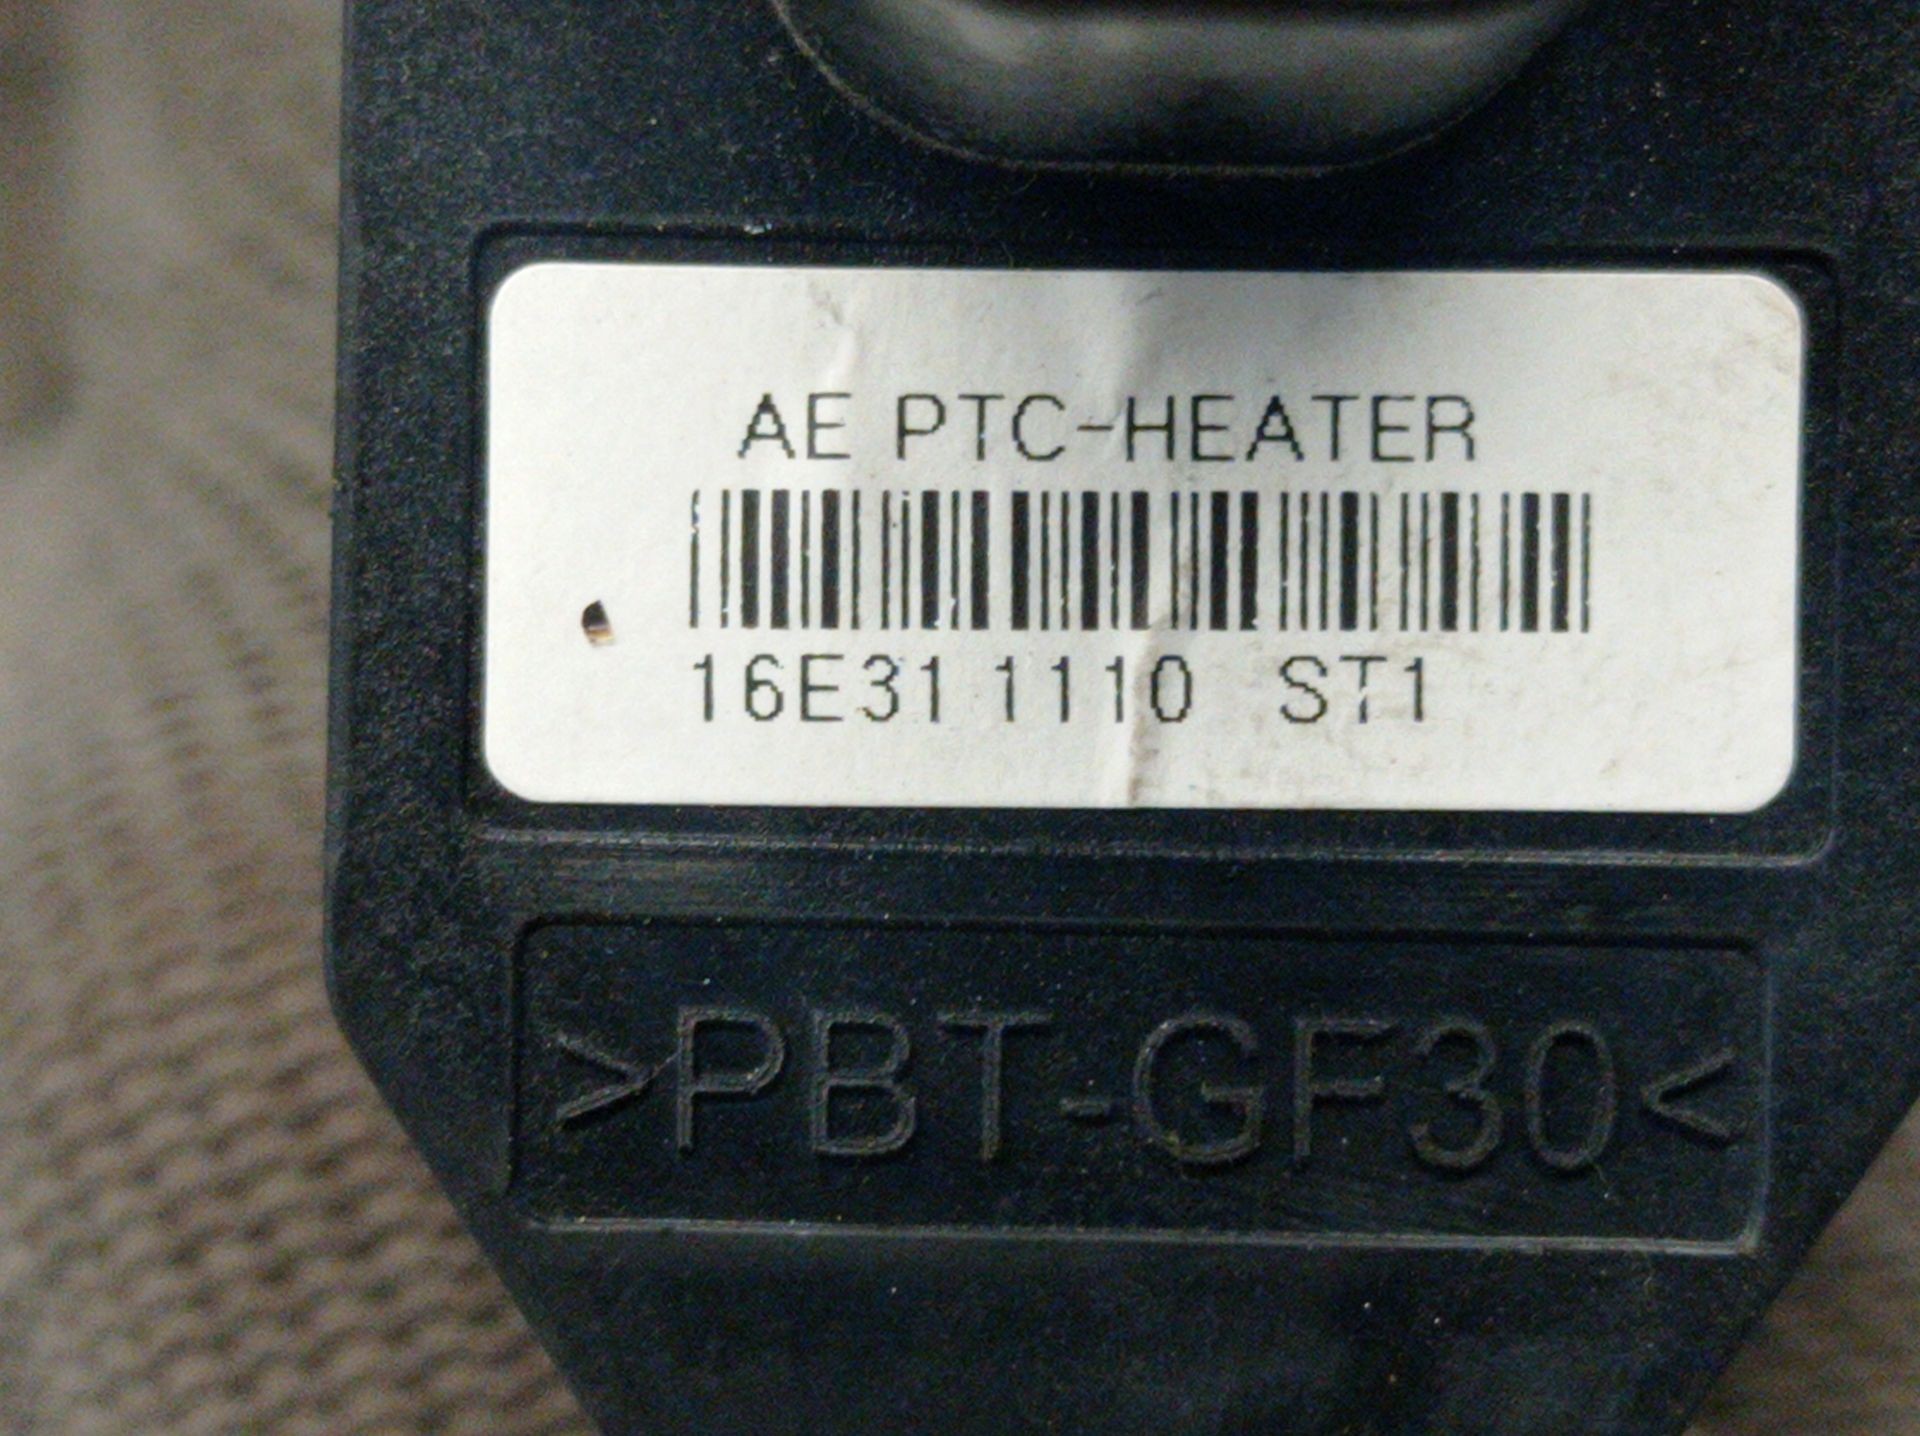 AE PTC-HEATER
16E31 1110 ST1
>PBT-GF30<